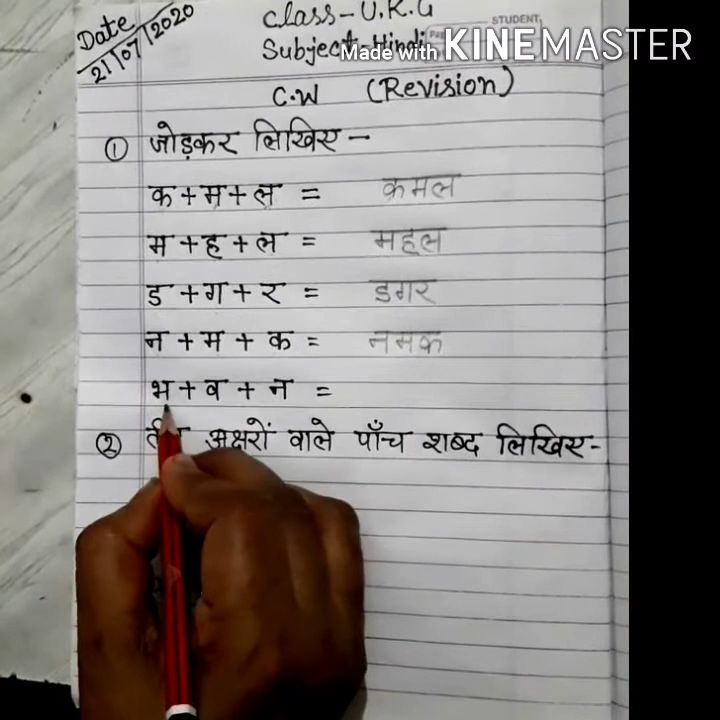 Date
21/07/2020
Class-U.K.G
STUDENT
Subject-Hindi
Made with KINEMASTER
C.W (Revision)
① जोड़कर लिखिए -
क + म + ल = कमल
म + ह + ल = महल
ड + ग + र = डगर
न + म + क = नमक
भ + व + न =
② अक्षरों वाले पाँच शब्द लिखिए-